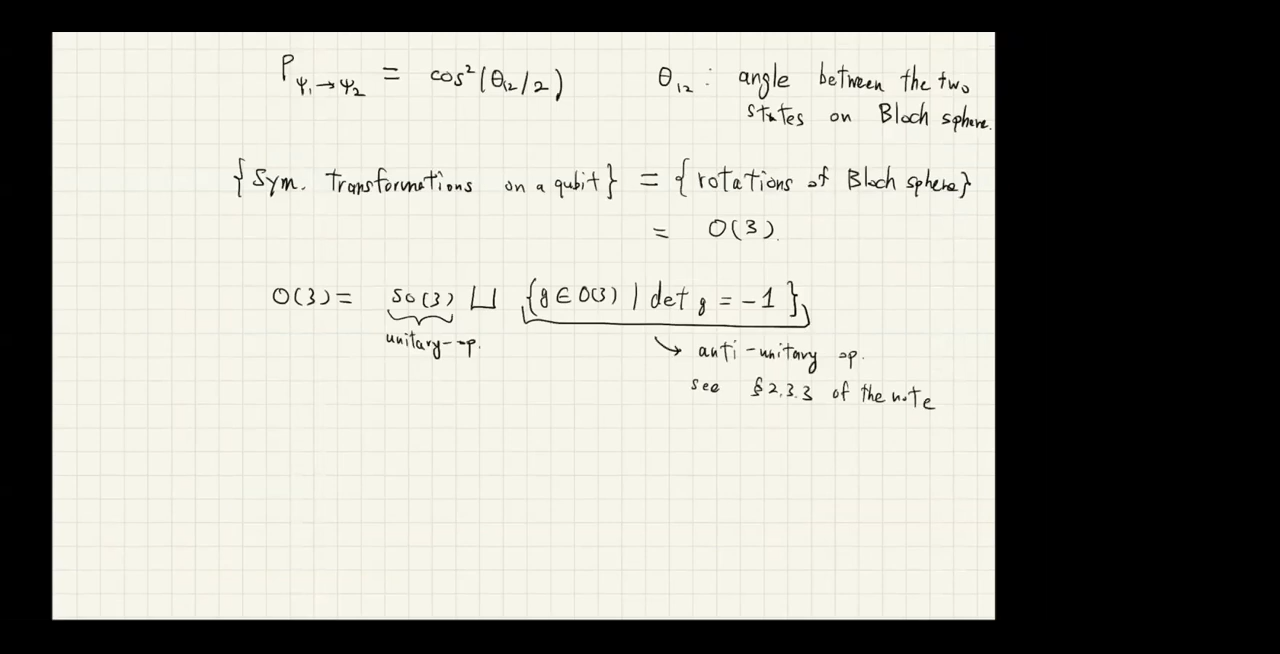 P_{ψ₁→ψ₂} = cos²(θ₁₂/2) θ₁₂ : angle between the two
states on Bloch sphere.
{Sym. transformations on a qubit} = {rotations of Bloch sphere}
= O(3).
O(3) = SO(3) ⊔ {g ∈ O(3) | det g = -1}
unitary op. ↘ anti-unitary op.
see §2.3.3 of the note